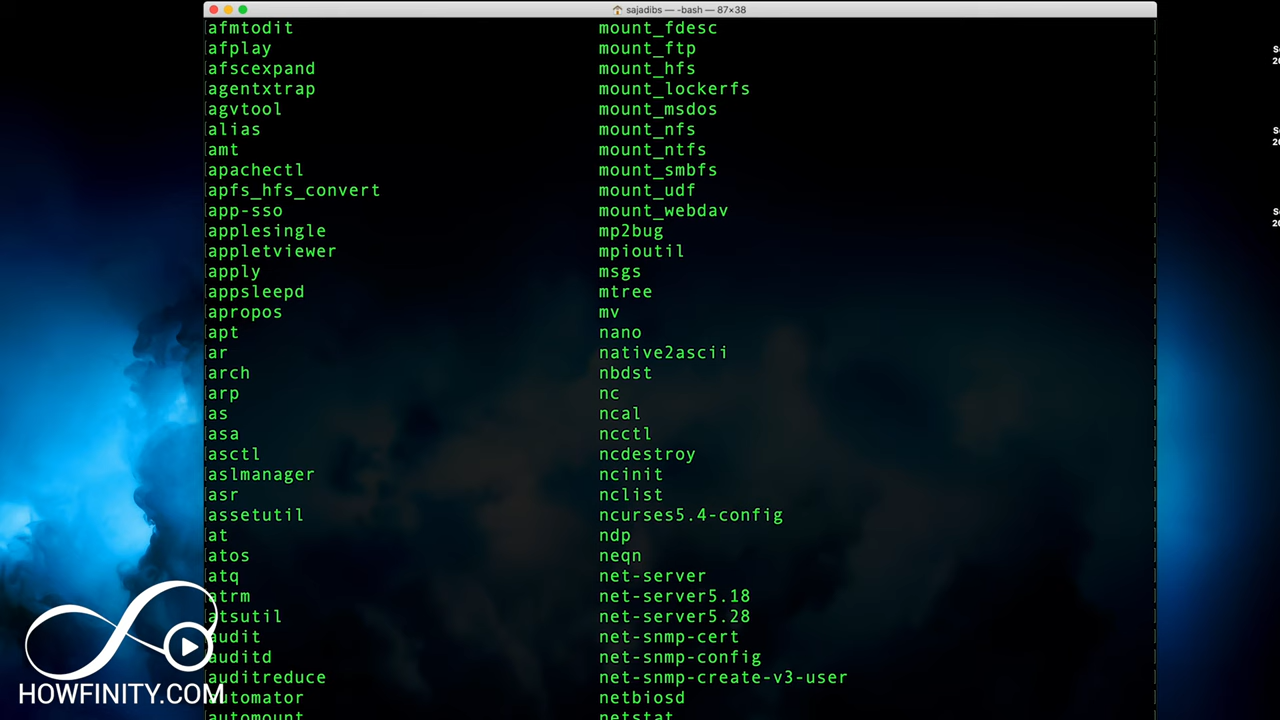 sajadibs — -bash — 87×38
afmtodit mount_fdesc
afplay mount_ftp
afscexpand mount_hfs
agentxtrap mount_lockerfs
agvtool mount_msdos
alias mount_nfs
amt mount_ntfs
apachectl mount_smbfs
apfs_hfs_convert mount_udf
app-sso mount_webdav
applesingle mp2bug
appletviewer mpioutil
apply msgs
appsleepd mtree
apropos mv
apt nano
ar native2ascii
arch nbdst
arp nc
as ncal
asa ncctl
asctl ncdestroy
aslmanager ncinit
asr nclist
assetutil ncurses5.4-config
at ndp
atos neqn
atq net-server
atrm net-server5.18
atsutil net-server5.28
audit net-snmp-cert
auditd net-snmp-config
auditreduce net-snmp-create-v3-user
automator netbiosd
automount netstat
HOWFINITY.COM